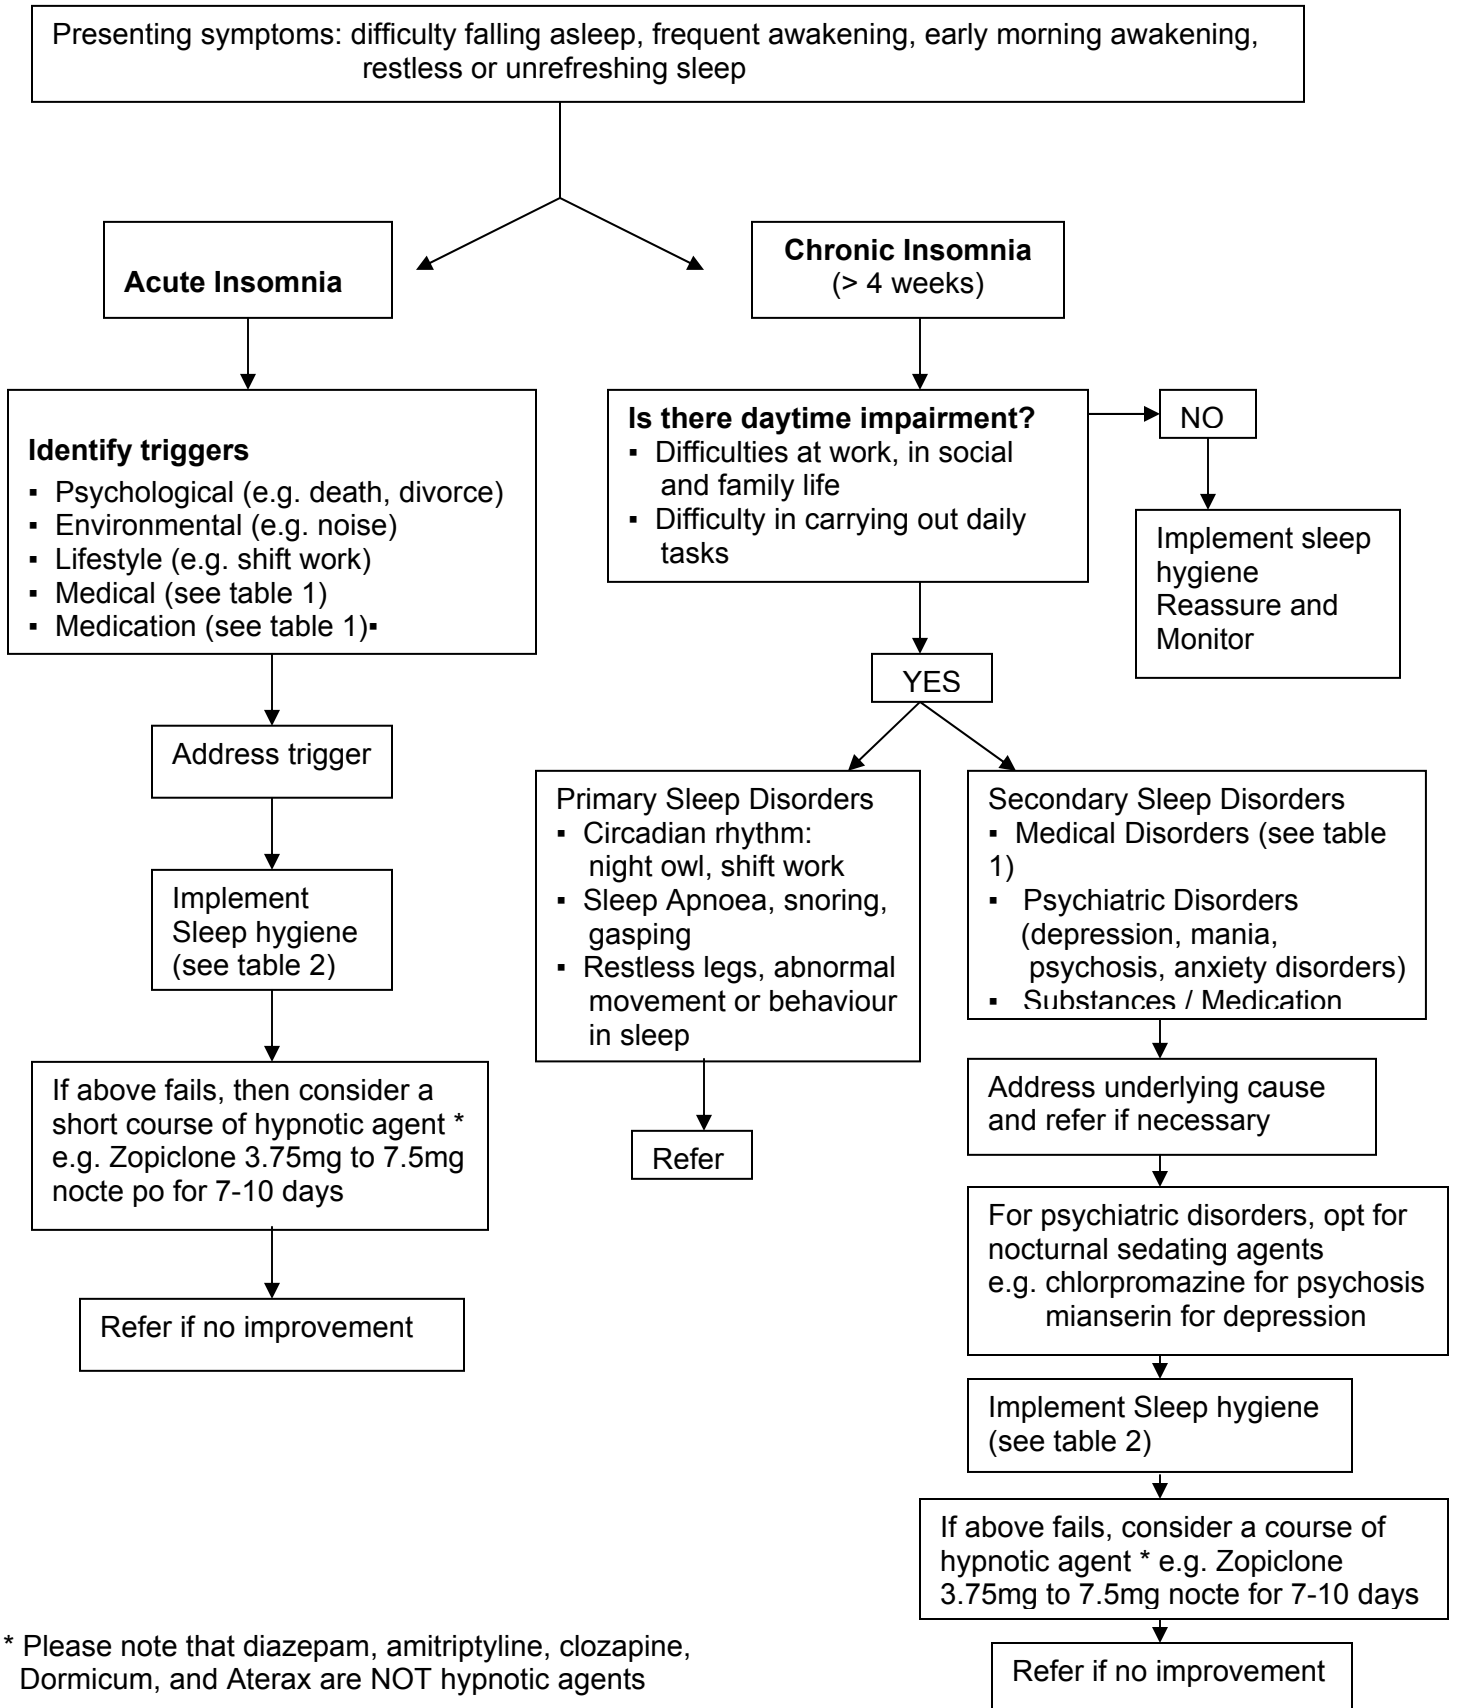 Presenting symptoms: difficulty falling asleep, frequent awakening, early morning awakening,
restless or unrefreshing sleep
Acute Insomnia
Chronic Insomnia
(> 4 weeks)
Identify triggers
▪ Psychological (e.g. death, divorce)
▪ Environmental (e.g. noise)
▪ Lifestyle (e.g. shift work)
▪ Medical (see table 1)
▪ Medication (see table 1)▪
Is there daytime impairment?
▪ Difficulties at work, in social
and family life
▪ Difficulty in carrying out daily
tasks
NO
Implement sleep
hygiene
Reassure and
Monitor
YES
Address trigger
Implement
Sleep hygiene
(see table 2)
If above fails, then consider a
short course of hypnotic agent *
e.g. Zopiclone 3.75mg to 7.5mg
nocte po for 7-10 days
Refer if no improvement
Primary Sleep Disorders
▪ Circadian rhythm:
night owl, shift work
▪ Sleep Apnoea, snoring,
gasping
▪ Restless legs, abnormal
movement or behaviour
in sleep
Refer
Secondary Sleep Disorders
▪ Medical Disorders (see table
1)
▪ Psychiatric Disorders
(depression, mania,
psychosis, anxiety disorders)
▪ Substances / Medication
Address underlying cause
and refer if necessary
For psychiatric disorders, opt for
nocturnal sedating agents
e.g. chlorpromazine for psychosis
mianserin for depression
Implement Sleep hygiene
(see table 2)
If above fails, consider a course of
hypnotic agent * e.g. Zopiclone
3.75mg to 7.5mg nocte for 7-10 days
Refer if no improvement
* Please note that diazepam, amitriptyline, clozapine,
Dormicum, and Aterax are NOT hypnotic agents